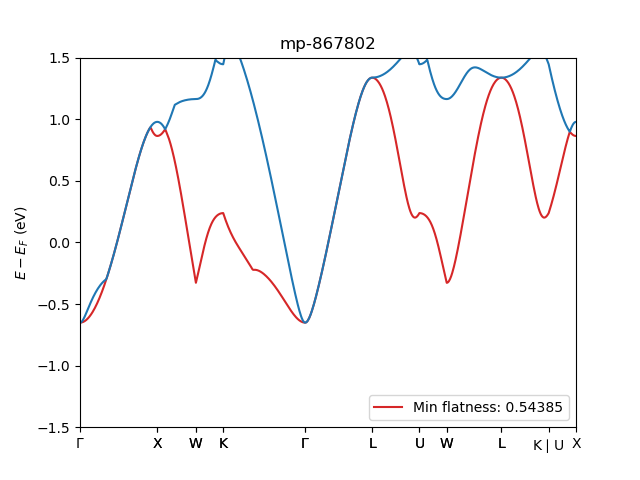 mp-867802
E − E_F (eV)
1.5
1.0
0.5
0.0
−0.5
−1.0
−1.5
Min flatness: 0.54385
Γ X W K Γ L U W L K | U X